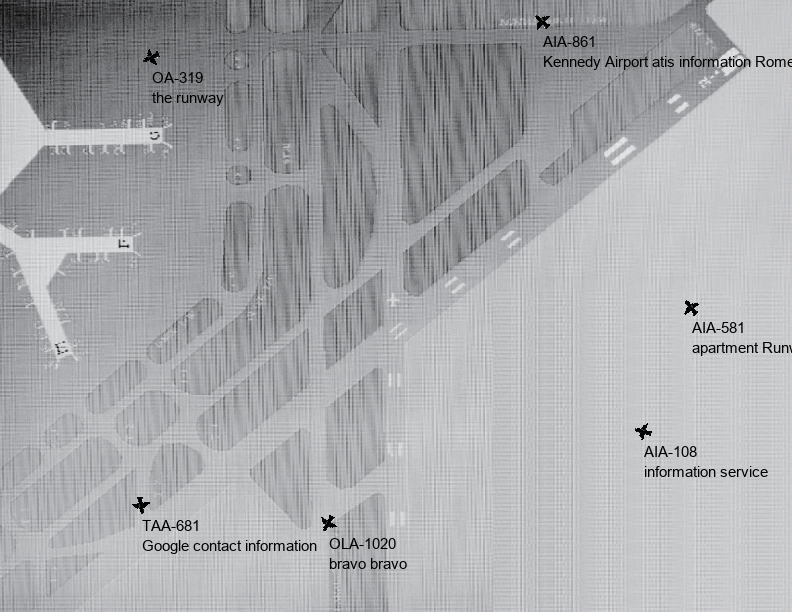 AIA-861
Kennedy Airport atis information Rome
OA-319
the runway
AIA-581
apartment Runw
AIA-108
information service
TAA-681
Google contact information
OLA-1020
bravo bravo